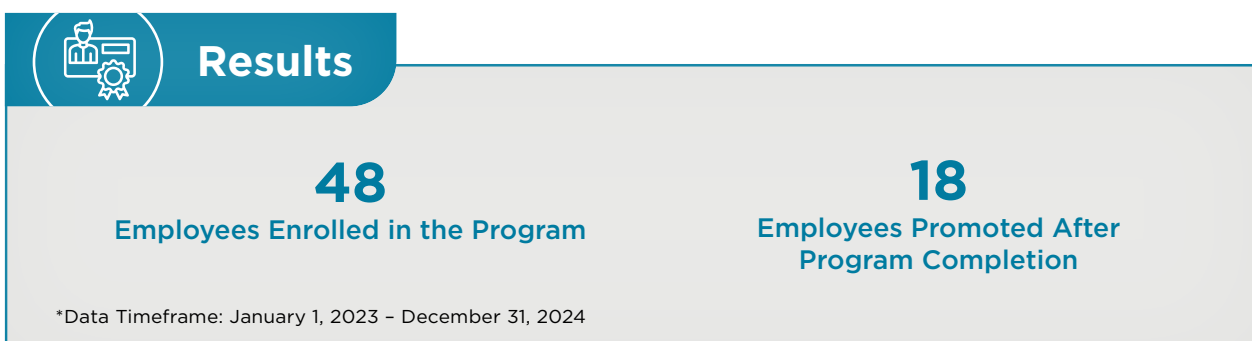 Results
48
Employees Enrolled in the Program
18
Employees Promoted After
Program Completion
*Data Timeframe: January 1, 2023 – December 31, 2024